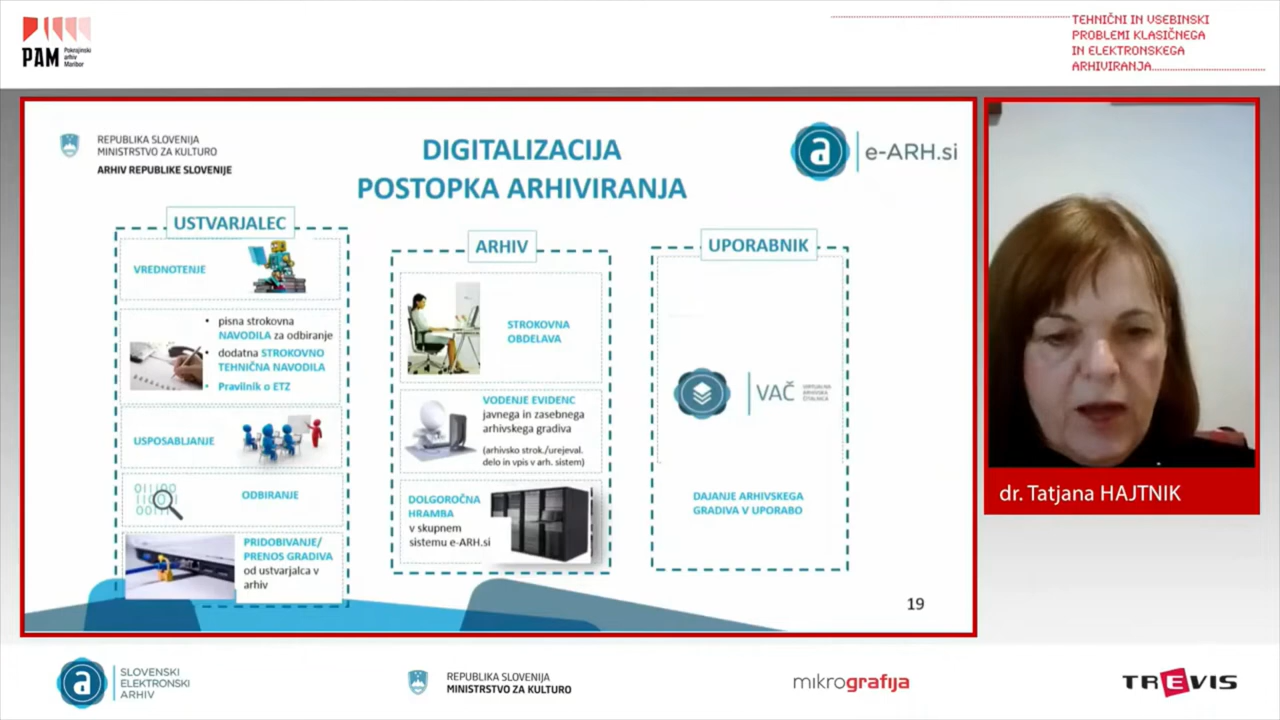 PAM
Pokrajinski
arhiv
Maribor
TEHNIČNI IN VSEBINSKI
PROBLEMI KLASIČNEGA
IN ELEKTRONSKEGA
ARHIVIRANJA
REPUBLIKA SLOVENIJA
MINISTRSTVO ZA KULTURO
ARHIV REPUBLIKE SLOVENIJE
DIGITALIZACIJA
POSTOPKA ARHIVIRANJA
a e-ARH.si
USTVARJALEC
VREDNOTENJE
• pisna strokovna
NAVODILA za odbiranje
• dodatna STROKOVNO
TEHNIČNA NAVODILA
• Pravilnik o ETZ
USPOSABLJANJE
ODBIRANJE
PRIDOBIVANJE/
PRENOS GRADIVA
od ustvarjalca v
arhiv
ARHIV
STROKOVNA
OBDELAVA
VODENJE EVIDENC
javnega in zasebnega
arhivskega gradiva
(arhivsko strok./urejeval.
delo in vpis v arh. sistem)
DOLGOROČNA
HRAMBA
v skupnem
sistemu e-ARH.si
UPORABNIK
VAČ
VIRTUALNA
ARHIVSKA
ČITALNICA
DAJANJE ARHIVSKEGA
GRADIVA V UPORABO
19
dr. Tatjana HAJTNIK
a SLOVENSKI
ELEKTRONSKI
ARHIV
REPUBLIKA SLOVENIJA
MINISTRSTVO ZA KULTURO
mikrografija
TREVIS